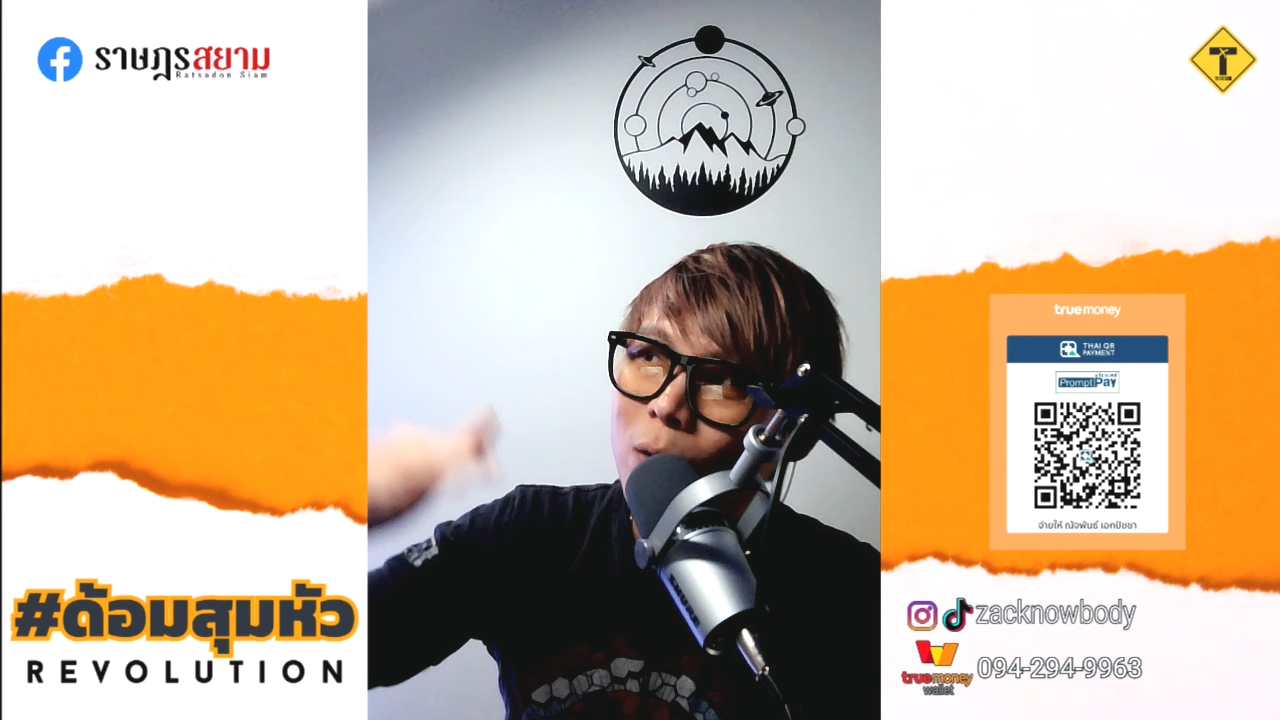 ราษฎรสยาม
Ratsadon Siam
T
#ด้อมสุมหัว
REVOLUTION
truemoney
THAI QR
PAYMENT
PromptPay
จ่ายให้ ณัจพันธ์ เอกปัชชา
zacknowbody
truemoney
wallet
094-294-9963